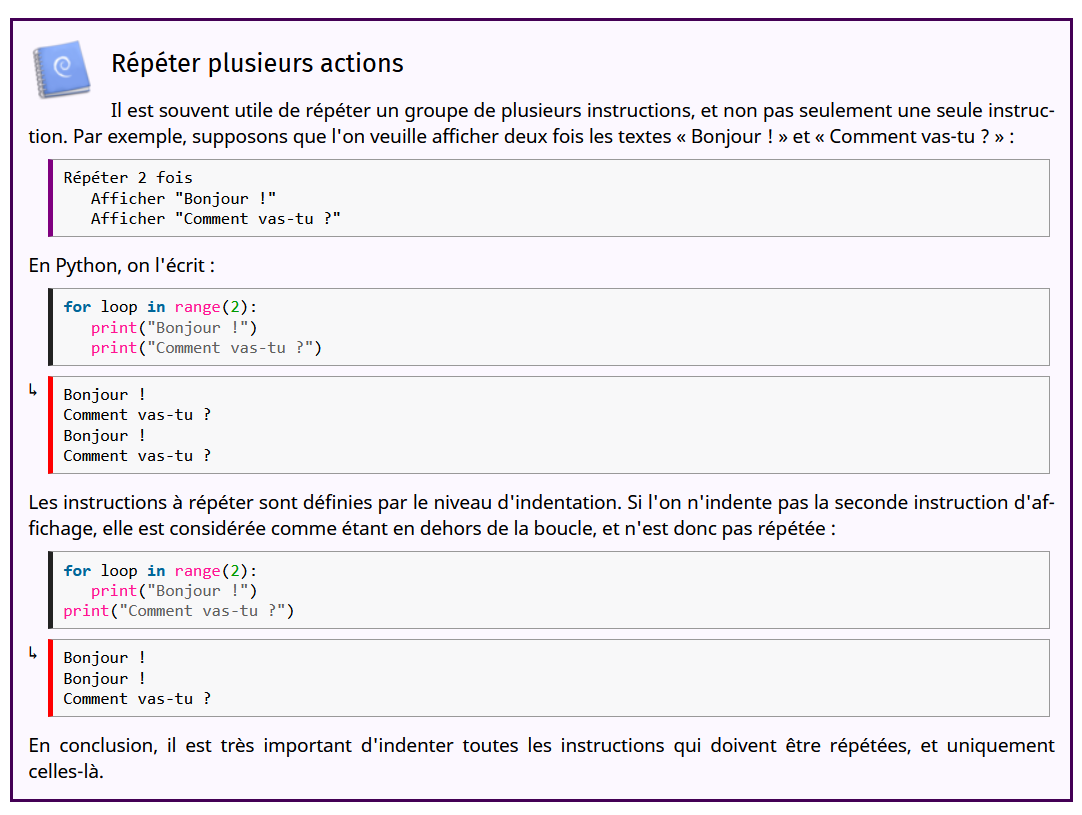 Répéter plusieurs actions
Il est souvent utile de répéter un groupe de plusieurs instructions, et non pas seulement une seule instruc-
tion. Par exemple, supposons que l'on veuille afficher deux fois les textes « Bonjour ! » et « Comment vas-tu ? » :
Répéter 2 fois
   Afficher "Bonjour !"
   Afficher "Comment vas-tu ?"
En Python, on l'écrit :
for loop in range(2):
   print("Bonjour !")
   print("Comment vas-tu ?")
↳
Bonjour !
Comment vas-tu ?
Bonjour !
Comment vas-tu ?
Les instructions à répéter sont définies par le niveau d'indentation. Si l'on n'indente pas la seconde instruction d'af-
fichage, elle est considérée comme étant en dehors de la boucle, et n'est donc pas répétée :
for loop in range(2):
   print("Bonjour !")
print("Comment vas-tu ?")
↳
Bonjour !
Bonjour !
Comment vas-tu ?
En conclusion, il est très important d'indenter toutes les instructions qui doivent être répétées, et uniquement
celles-là.